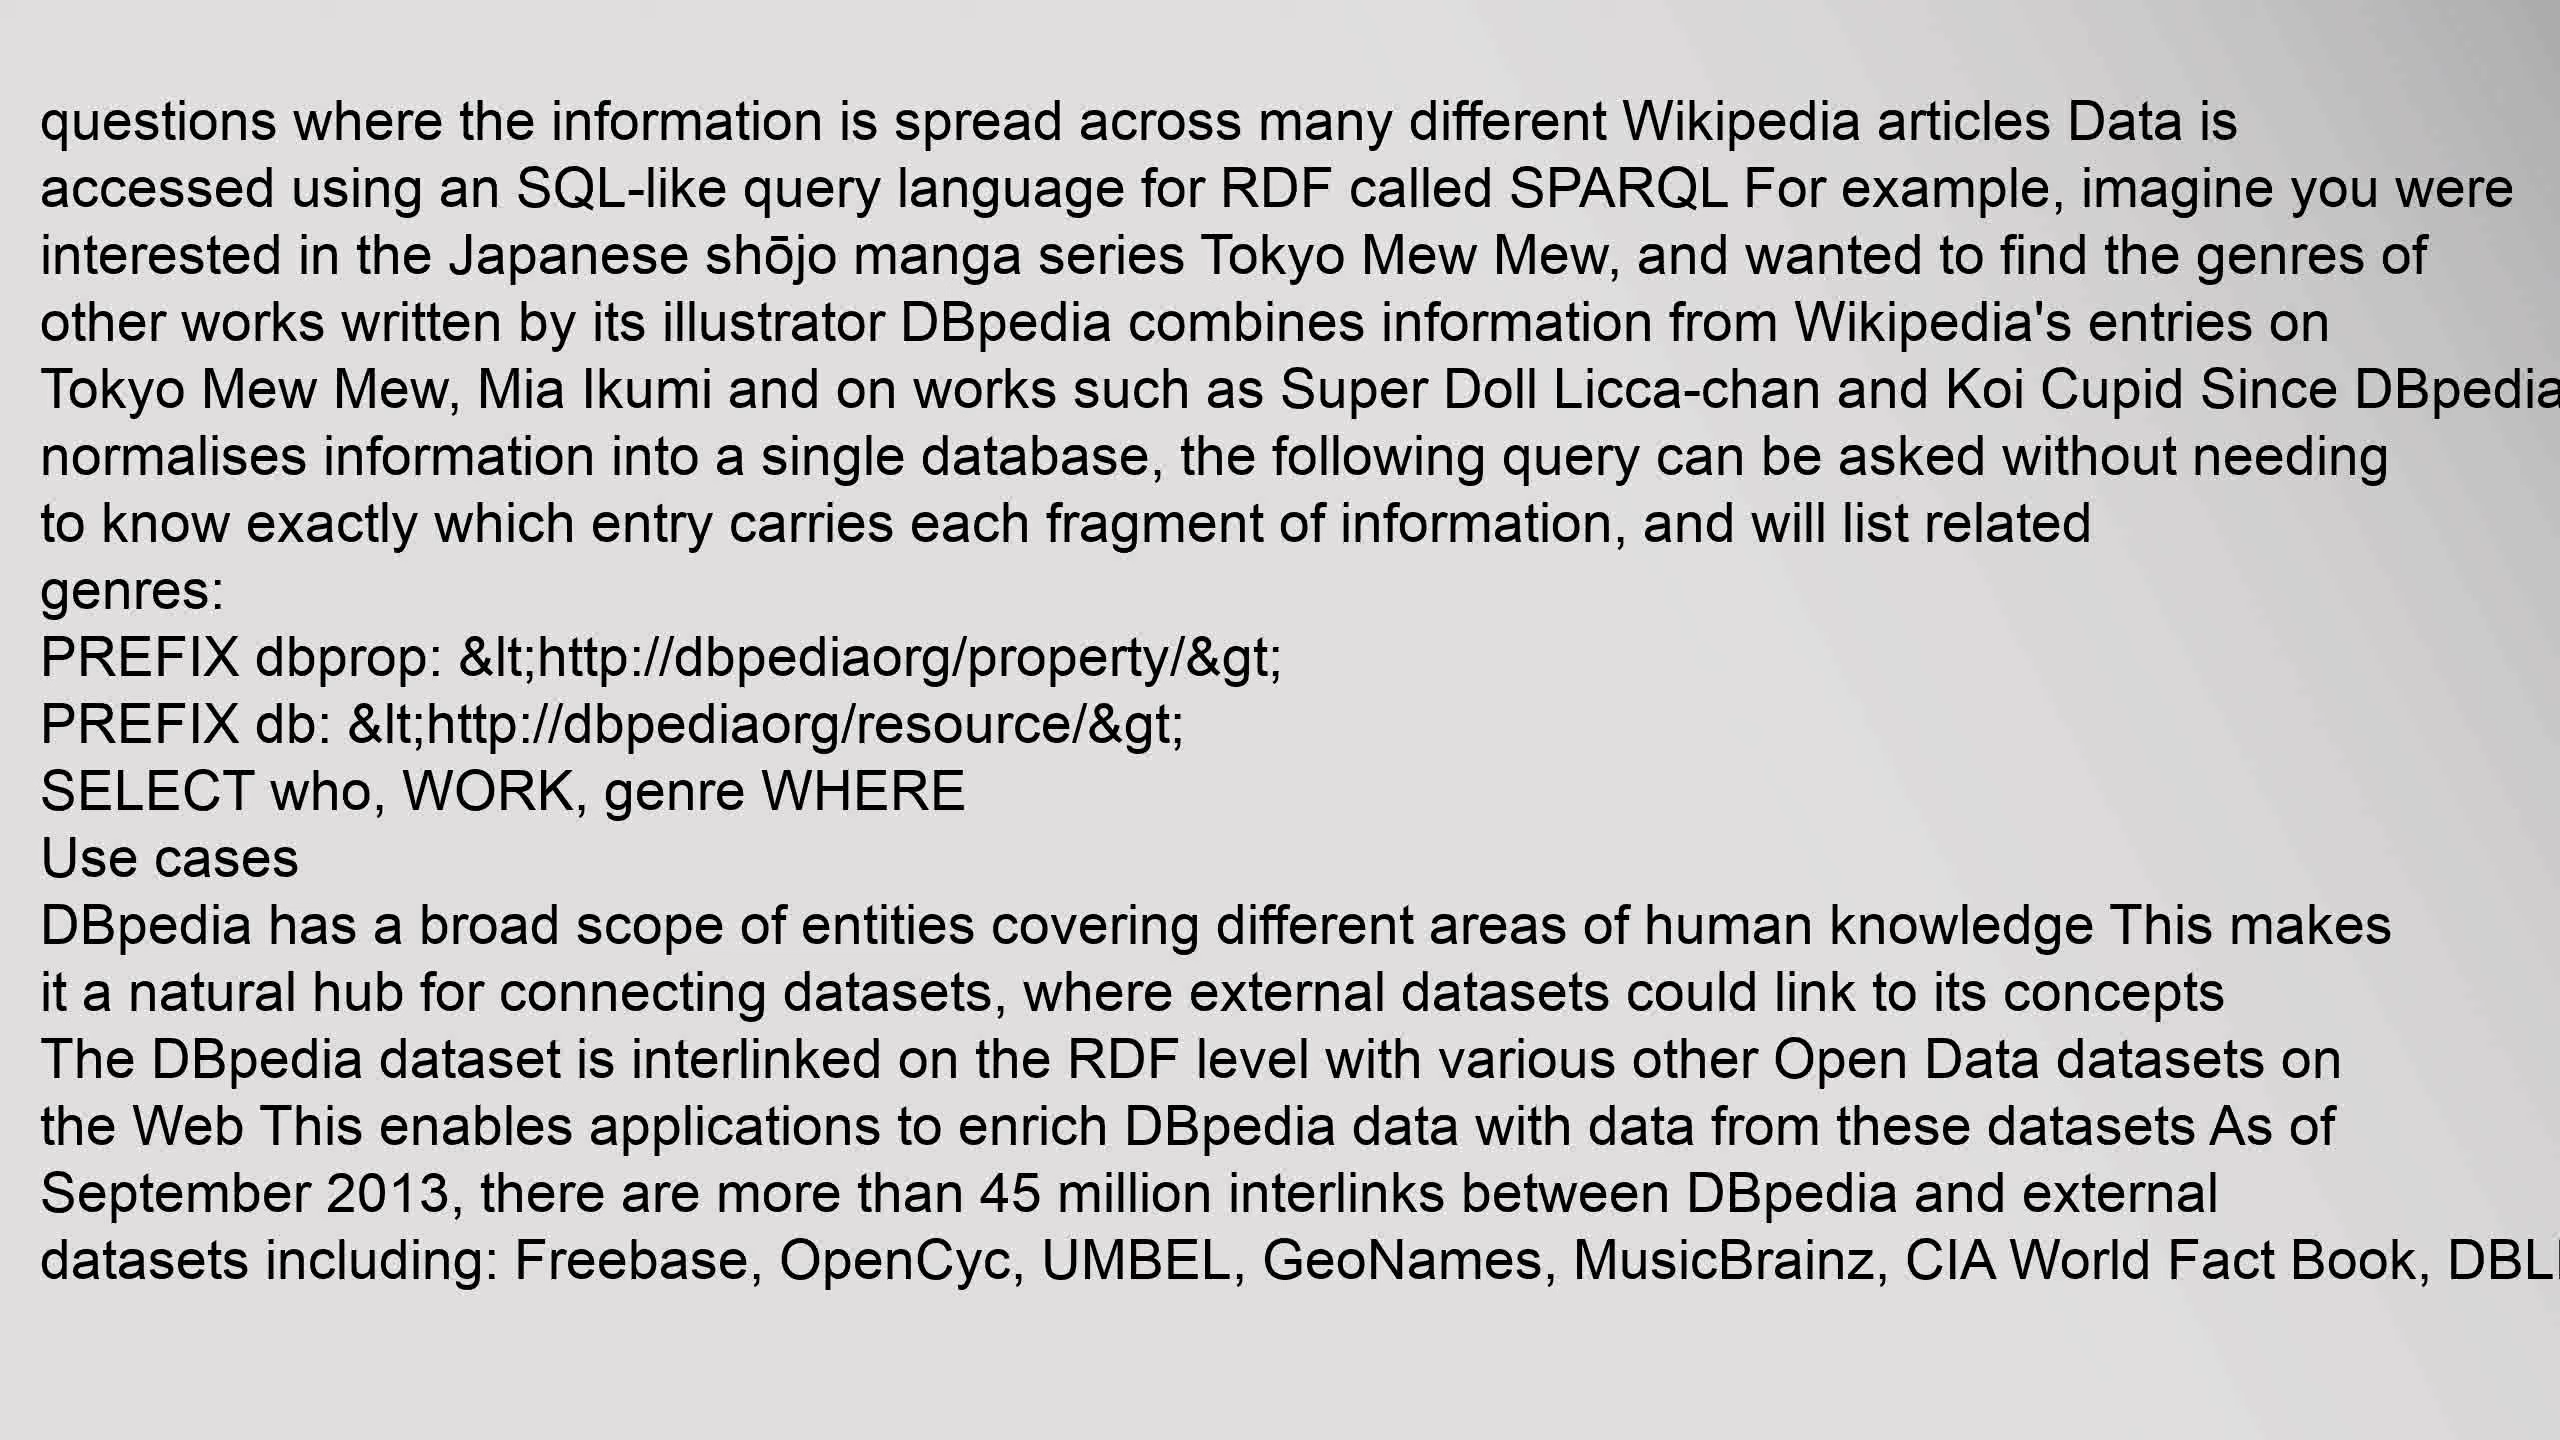 questions where the information is spread across many different Wikipedia articles Data is
accessed using an SQL-like query language for RDF called SPARQL For example, imagine you were
interested in the Japanese shōjo manga series Tokyo Mew Mew, and wanted to find the genres of
other works written by its illustrator DBpedia combines information from Wikipedia's entries on
Tokyo Mew Mew, Mia Ikumi and on works such as Super Doll Licca-chan and Koi Cupid Since DBpedia
normalises information into a single database, the following query can be asked without needing
to know exactly which entry carries each fragment of information, and will list related
genres:
PREFIX dbprop: &lt;http://dbpediaorg/property/&gt;
PREFIX db: &lt;http://dbpediaorg/resource/&gt;
SELECT who, WORK, genre WHERE
Use cases
DBpedia has a broad scope of entities covering different areas of human knowledge This makes
it a natural hub for connecting datasets, where external datasets could link to its concepts
The DBpedia dataset is interlinked on the RDF level with various other Open Data datasets on
the Web This enables applications to enrich DBpedia data with data from these datasets As of
September 2013, there are more than 45 million interlinks between DBpedia and external
datasets including: Freebase, OpenCyc, UMBEL, GeoNames, MusicBrainz, CIA World Fact Book,